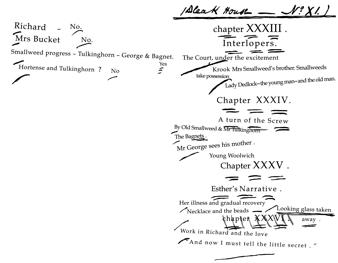 (Bleak House — No XI.)
Richard – No.
Mrs Bucket No.
Smallweed progress – Tulkinghorn – George & Bagnet.
Yes
Hortense and Tulkinghorn ? No
chapter XXXIII .
Interlopers.
The Court, under the excitement
Krook Mrs Smallweed's brother. Smallweeds
take possession
Lady Dedlock–the young man–and the old man.
Chapter XXXIV.
A turn of the Screw
By Old Smallweed & Mr Tulkinghorn
The Bagnets .
Mr George sees his mother .
Young Woolwich
Chapter XXXV.
Esther's Narrative .
Her illness and gradual recovery
Necklace and the beads — Looking glass taken
chapter XXXVI . away .
Work in Richard and the love
"And now I must tell the little secret . "